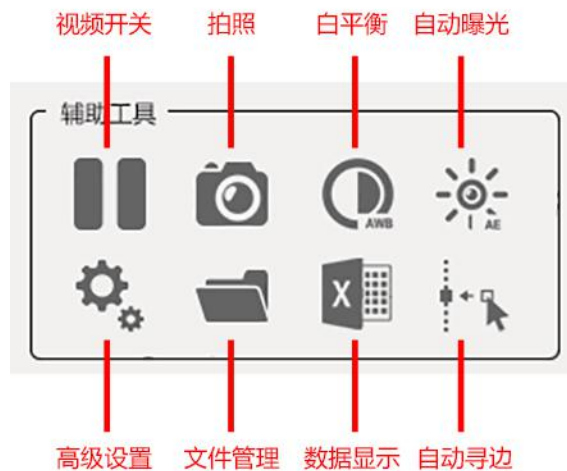 视频开关 拍照 白平衡 自动曝光
辅助工具
AWB
AE
X
高级设置 文件管理 数据显示 自动寻边